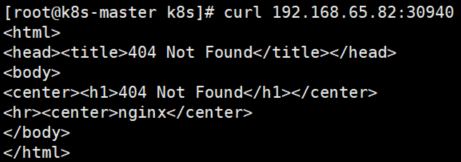 [root@k8s-master k8s]# curl 192.168.65.82:30940
<html>
<head><title>404 Not Found</title></head>
<body>
<center><h1>404 Not Found</h1></center>
<hr><center>nginx</center>
</body>
</html>